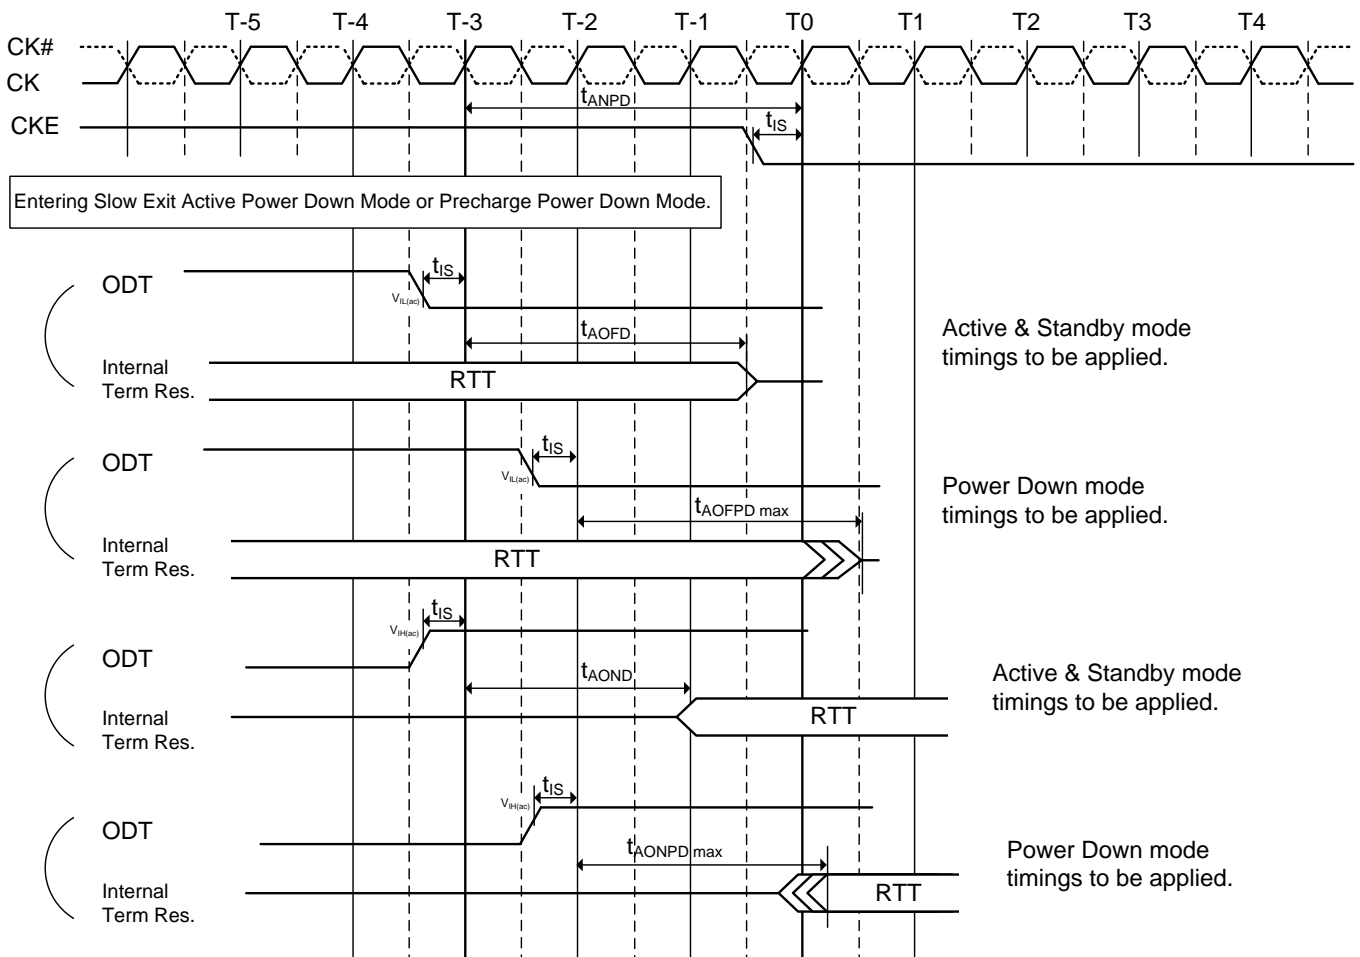 T-5 T-4 T-3 T-2 T-1 T0 T1 T2 T3 T4
CK#
CK
tANPD
CKE
tIS
Entering Slow Exit Active Power Down Mode or Precharge Power Down Mode.
ODT
tIS
VIL(ac)
tAOFD
Internal
Term Res.
RTT
Active & Standby mode
timings to be applied.
ODT
tIS
VIL(ac)
tAOFPD max
Internal
Term Res.
RTT
Power Down mode
timings to be applied.
ODT
tIS
VIH(ac)
tAOND
Internal
Term Res.
RTT
Active & Standby mode
timings to be applied.
ODT
tIS
VIH(ac)
tAONPD max
Internal
Term Res.
RTT
Power Down mode
timings to be applied.